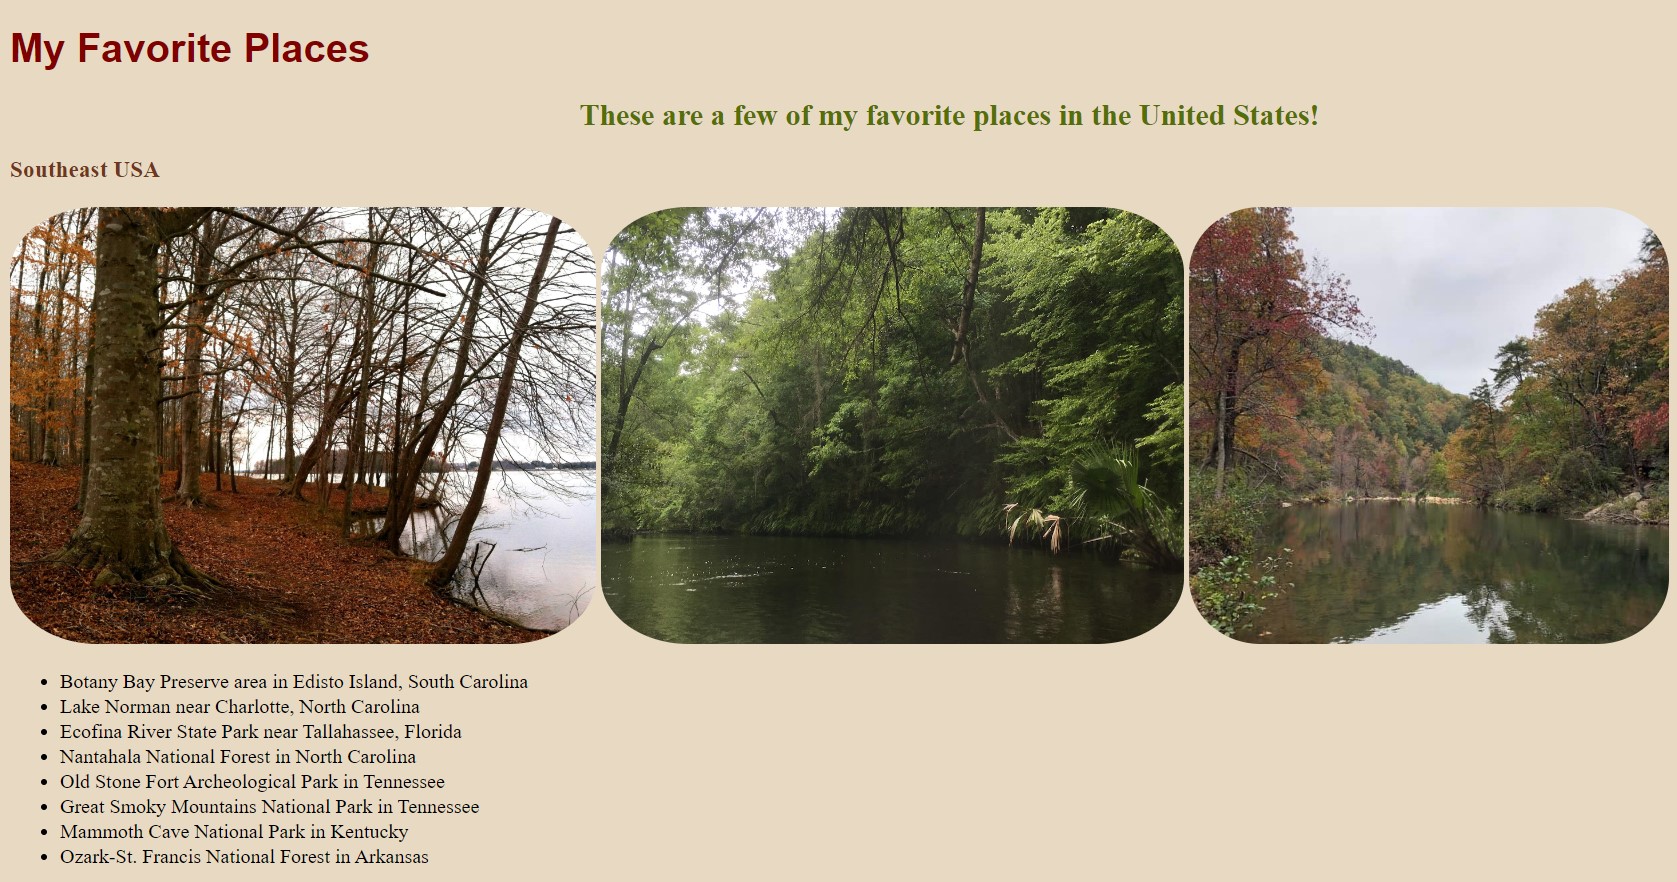 My Favorite Places
These are a few of my favorite places in the United States!
Southeast USA
Botany Bay Preserve area in Edisto Island, South Carolina
Lake Norman near Charlotte, North Carolina
Ecofina River State Park near Tallahassee, Florida
Nantahala National Forest in North Carolina
Old Stone Fort Archeological Park in Tennessee
Great Smoky Mountains National Park in Tennessee
Mammoth Cave National Park in Kentucky
Ozark-St. Francis National Forest in Arkansas